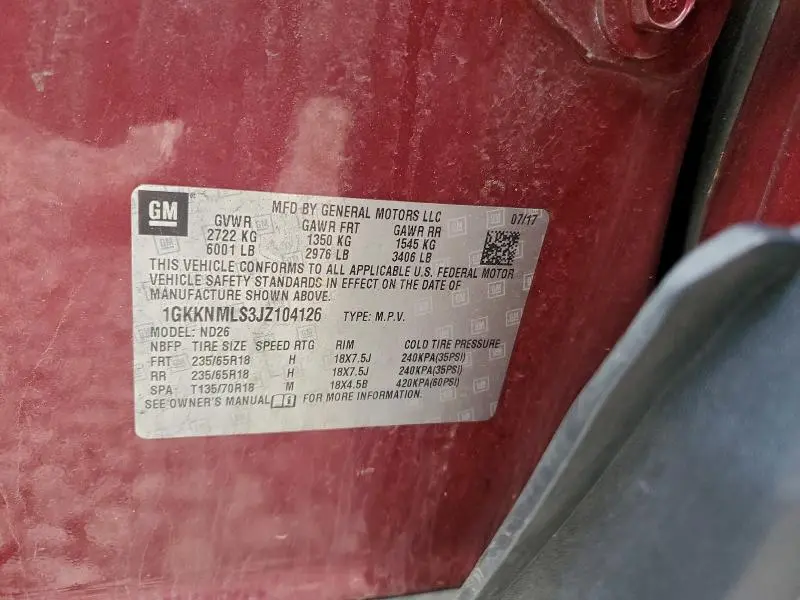 GM
MFD BY GENERAL MOTORS LLC
07/17
GVWR GAWR FRT GAWR RR
2722 KG 1350 KG 1545 KG
6001 LB 2976 LB 3406 LB
THIS VEHICLE CONFORMS TO ALL APPLICABLE U.S. FEDERAL MOTOR
VEHICLE SAFETY STANDARDS IN EFFECT ON THE DATE OF
MANUFACTURE SHOWN ABOVE.
1GKKNMLS3JZ104126 TYPE: M.P.V.
MODEL: ND26
NBFP TIRE SIZE SPEED RTG RIM COLD TIRE PRESSURE
FRT 235/65R18 H 18X7.5J 240KPA(35PSI)
RR 235/65R18 H 18X7.5J 240KPA(35PSI)
SPA T135/70R18 M 18X4.5B 420KPA(60PSI)
SEE OWNER'S MANUAL i FOR MORE INFORMATION.